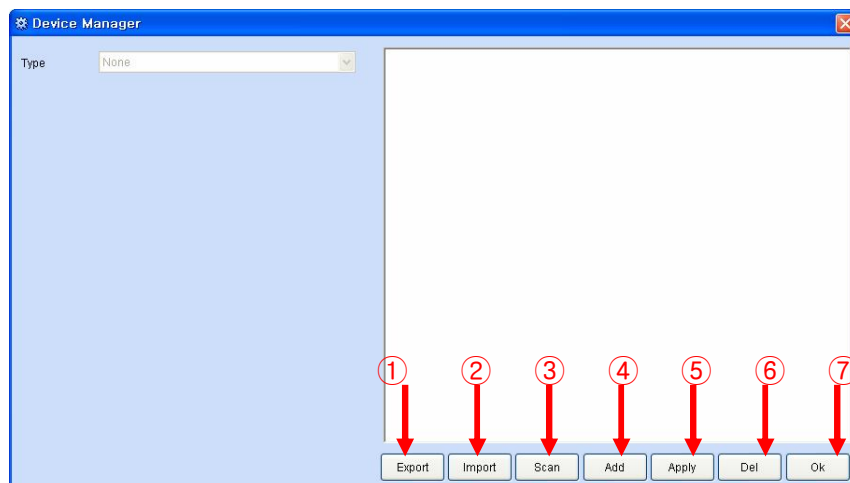 Device Manager
Type None
① ② ③ ④ ⑤ ⑥ ⑦
Export Import Scan Add Apply Del Ok